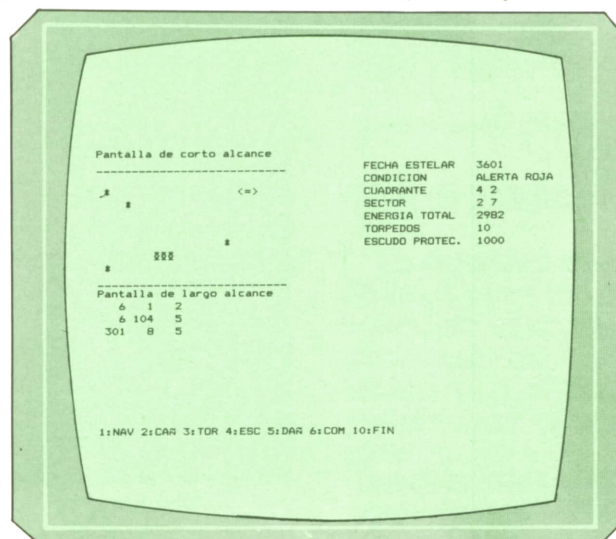 Pantalla de corto alcance
-----------------------------
* <=>
*
*
*
-----------------------------
Pantalla de largo alcance
6 1 2
6 104 5
301 8 5
FECHA ESTELAR 3601
CONDICION ALERTA ROJA
CUADRANTE 4 2
SECTOR 2 7
ENERGIA TOTAL 2982
TORPEDOS 10
ESCUDO PROTEC. 1000
1:NAV 2:CAÑ 3:TOR 4:ESC 5:DAÑ 6:COM 10:FIN